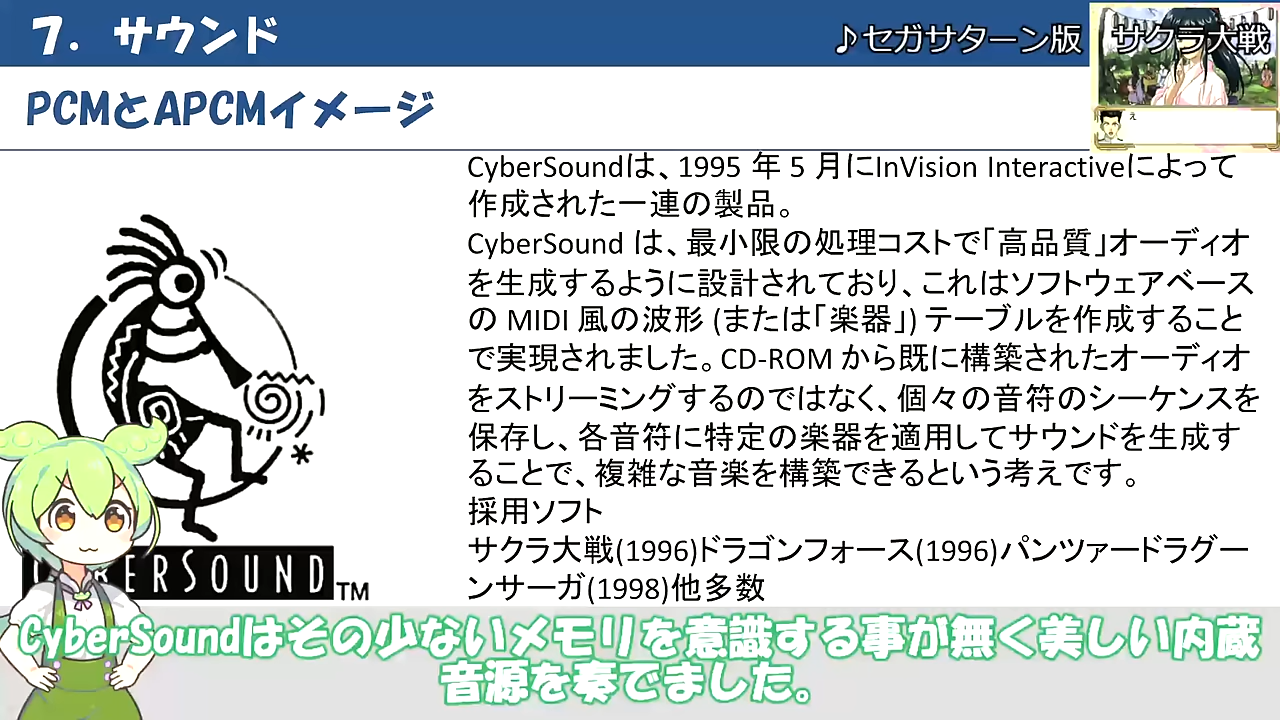 7. サウンド
♪セガサターン版　サクラ大戦
え
PCMとAPCMイメージ
CyberSoundは、1995 年 5 月にInVision Interactiveによって
作成された一連の製品。
CyberSound は、最小限の処理コストで「高品質」オーディオ
を生成するように設計されており、これはソフトウェアベース
の MIDI 風の波形 (または「楽器」) テーブルを作成すること
で実現されました。CD-ROM から既に構築されたオーディオ
をストリーミングするのではなく、個々の音符のシーケンスを
保存し、各音符に特定の楽器を適用してサウンドを生成す
ることで、複雑な音楽を構築できるという考えです。
採用ソフト
サクラ大戦(1996)ドラゴンフォース(1996)パンツァードラグー
ンサーガ(1998)他多数
*
CYBERSOUND™
CyberSoundはその少ないメモリを意識する事が無く美しい内蔵
音源を奏でました。